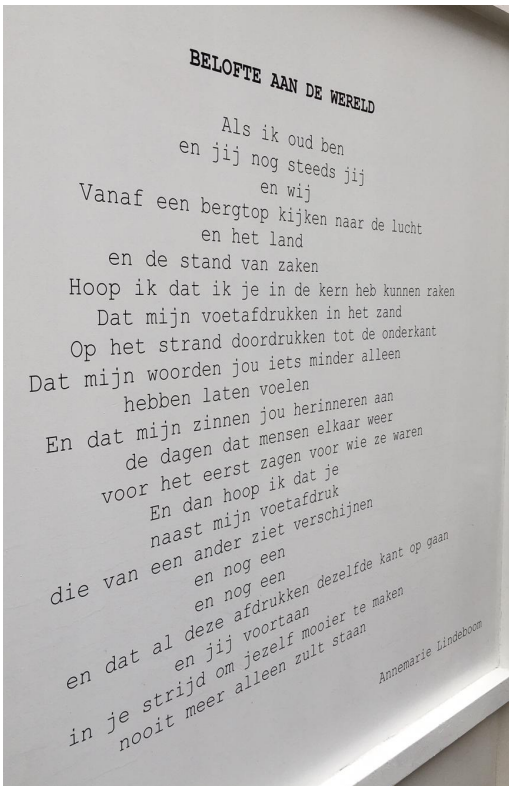 BELOFTE AAN DE WERELD
Als ik oud ben
en jij nog steeds jij
en wij
Vanaf een bergtop kijken naar de lucht
en het land
en de stand van zaken
Hoop ik dat ik je in de kern heb kunnen raken
Dat mijn voetafdrukken in het zand
Op het strand doordrukken tot de onderkant
Dat mijn woorden jou iets minder alleen
hebben laten voelen
En dat mijn zinnen jou herinneren aan
de dagen dat mensen elkaar weer
voor het eerst zagen voor wie ze waren
En dan hoop ik dat je
naast mijn voetafdruk
die van een ander ziet verschijnen
en nog een
en nog een
en dat al deze afdrukken dezelfde kant op gaan
en jij voortaan
in je strijd om jezelf mooier te maken
nooit meer alleen zult staan
Annemarie Lindeboom